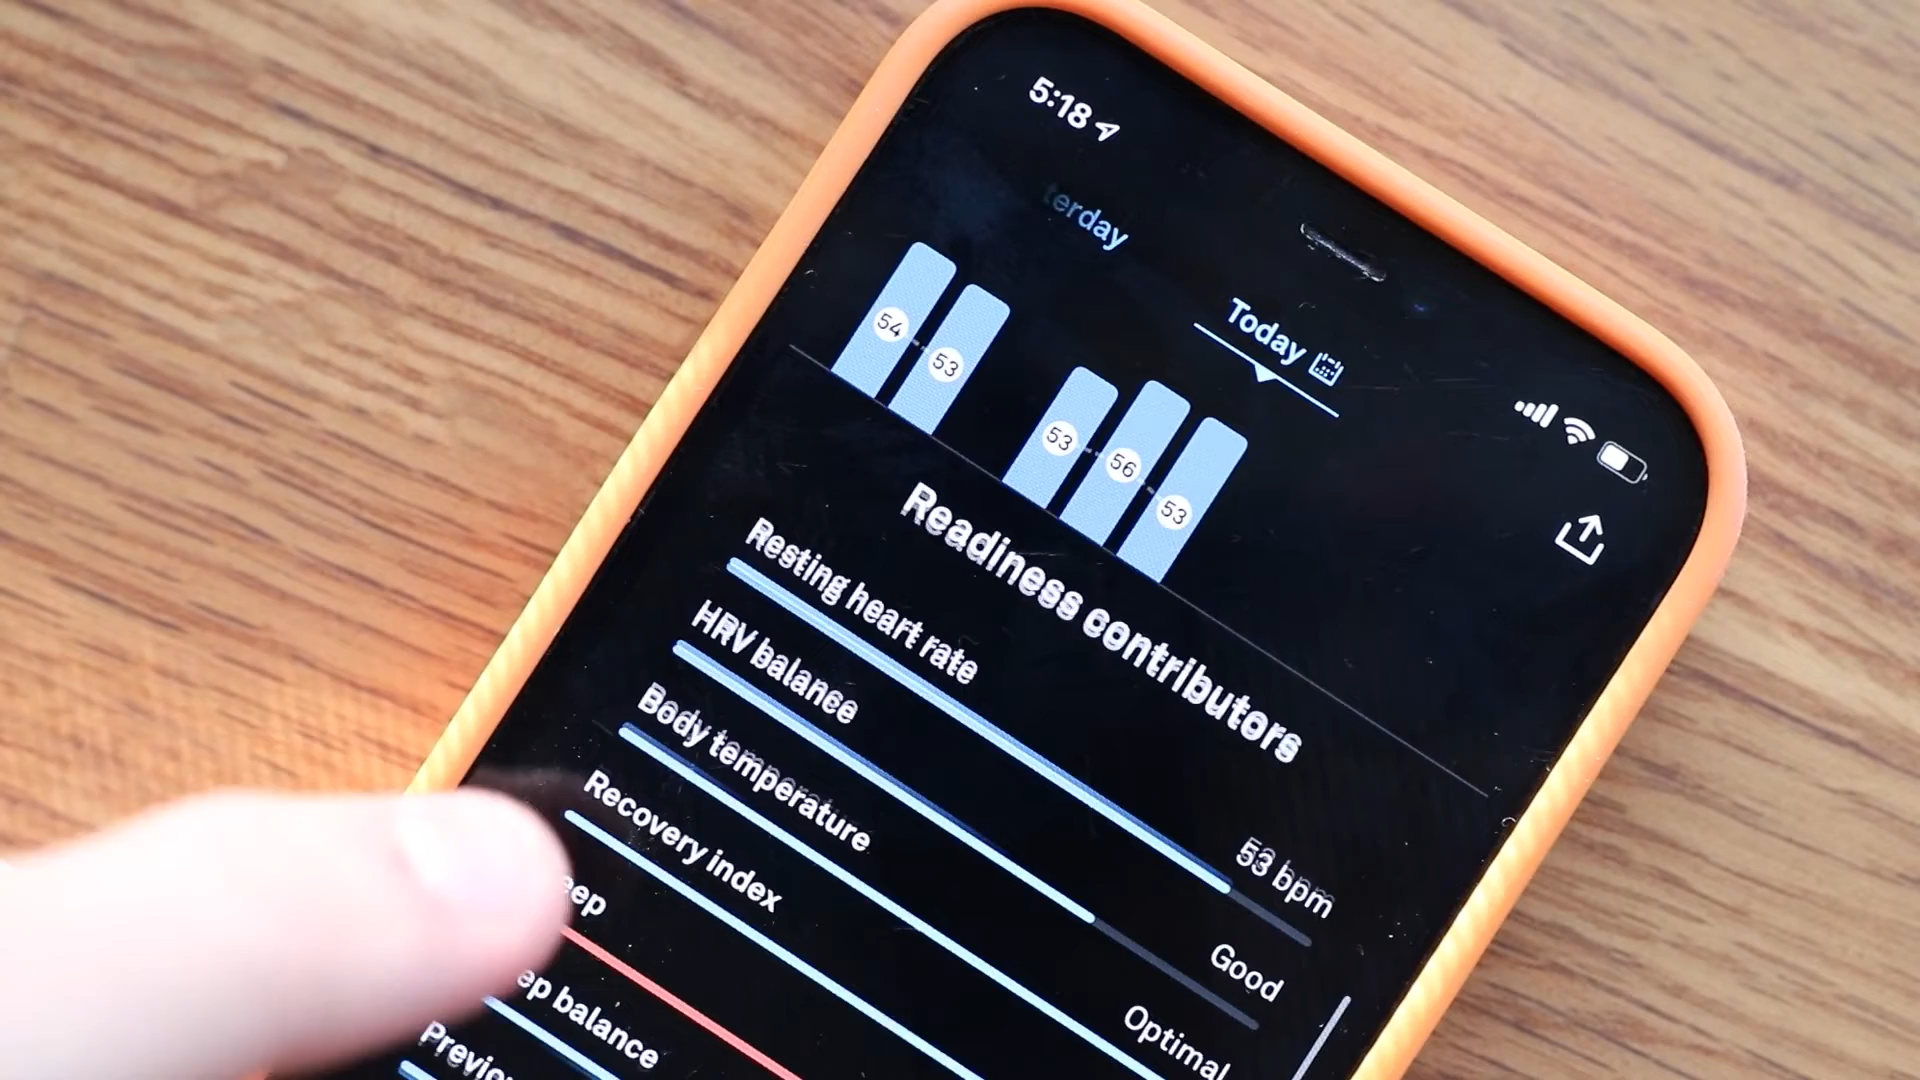 5:18
terday
Today
54
53
53
56
53
Readiness contributors
Resting heart rate
53 bpm
HRV balance
Good
Body temperature
Optimal
Recovery index
eep
ep balance
Previou